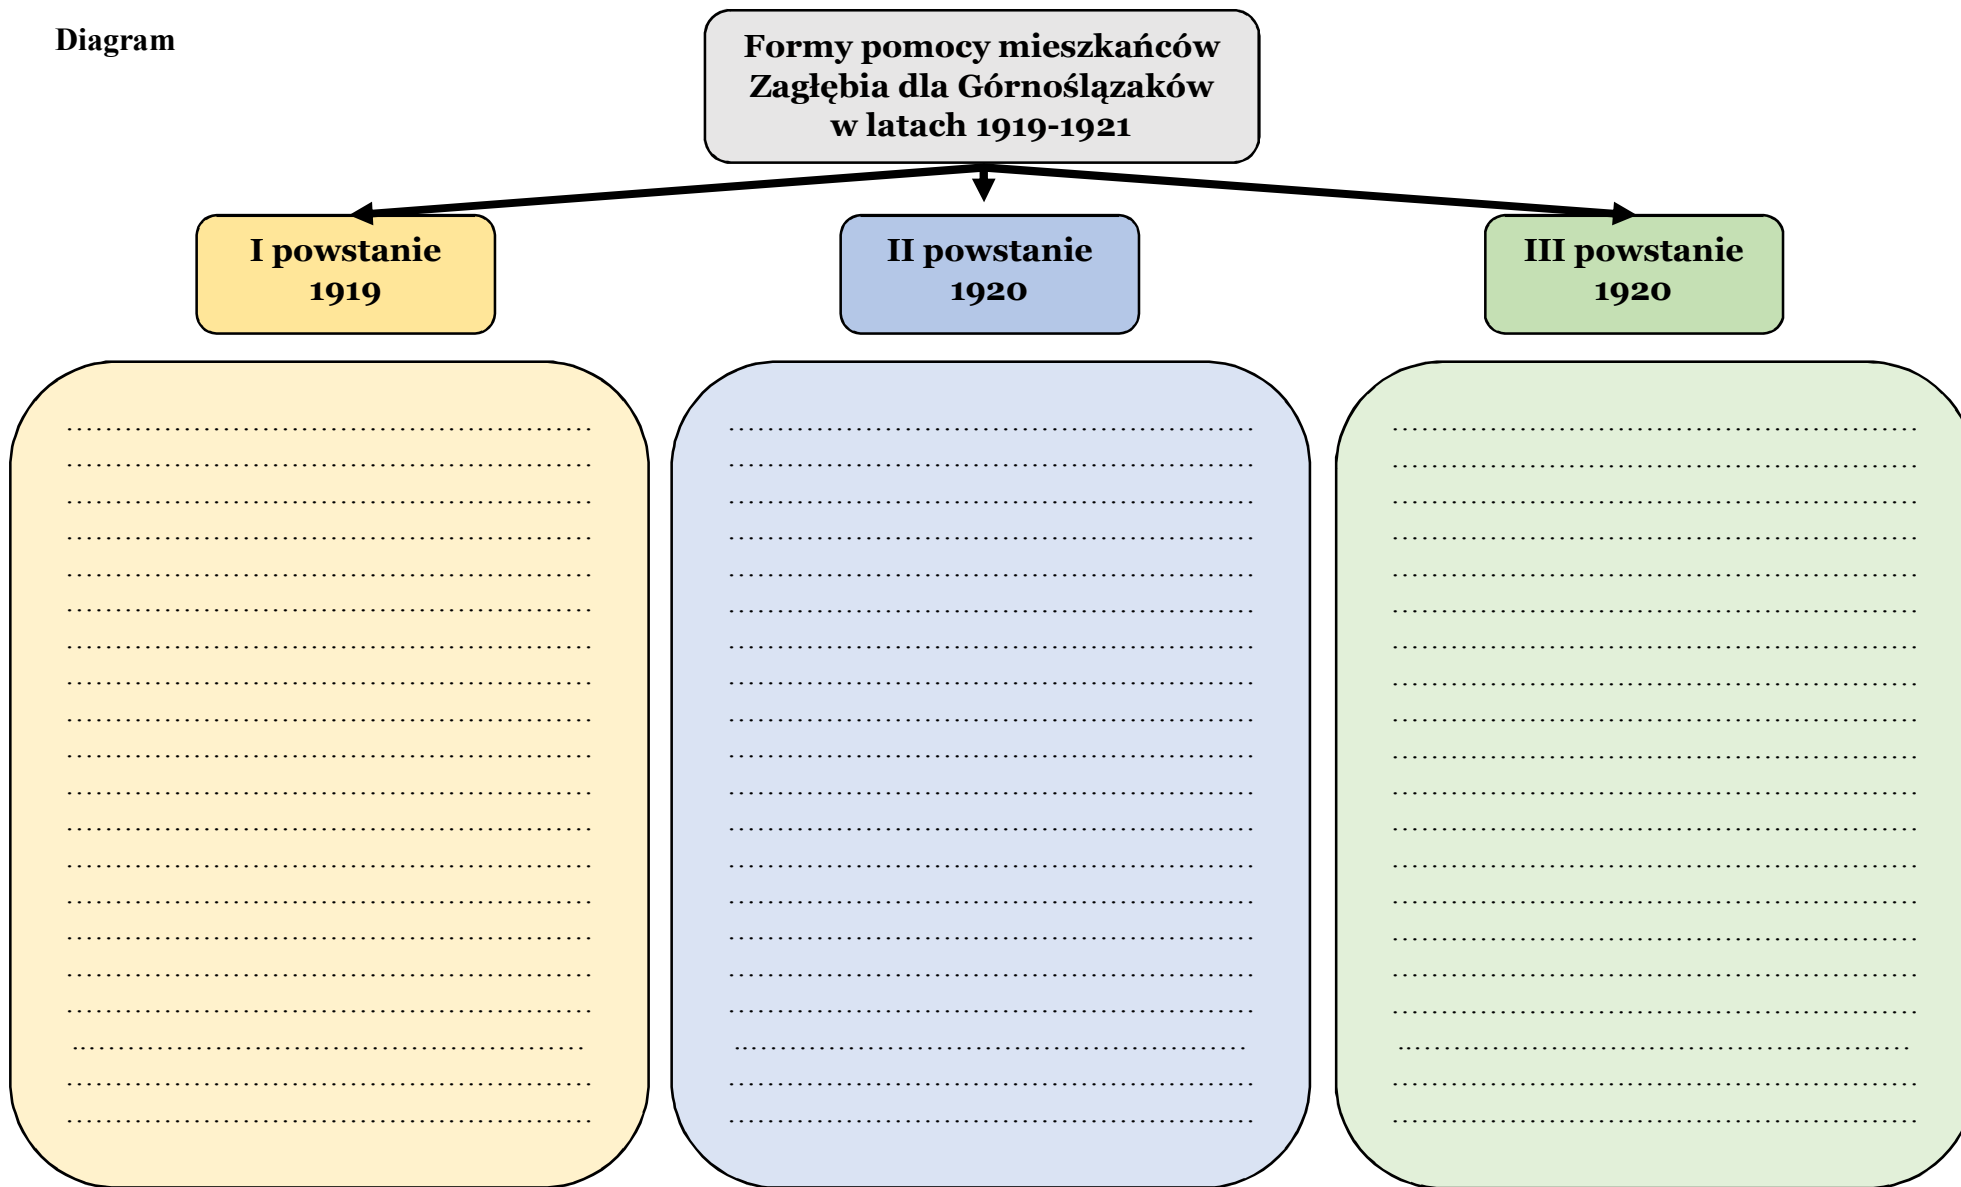 Diagram
Formy pomocy mieszkańców
Zagłębia dla Górnoślązaków
w latach 1919-1921
I powstanie
1919
II powstanie
1920
III powstanie
1920